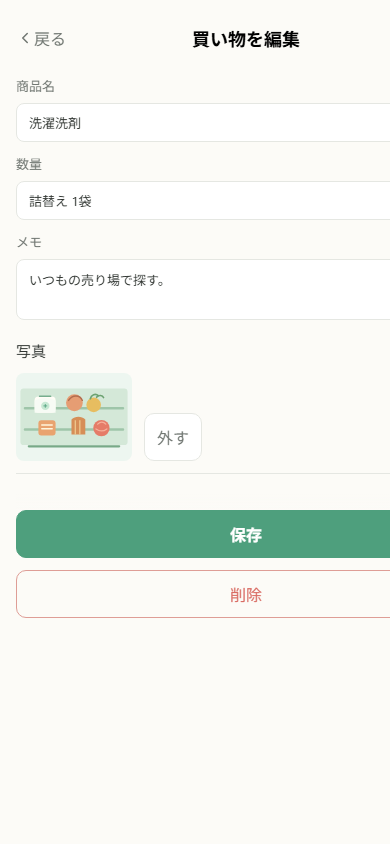 戻る
買い物を編集
商品名
洗濯洗剤
数量
詰替え 1袋
メモ
いつもの売り場で探す。
写真
外す
保存
削除